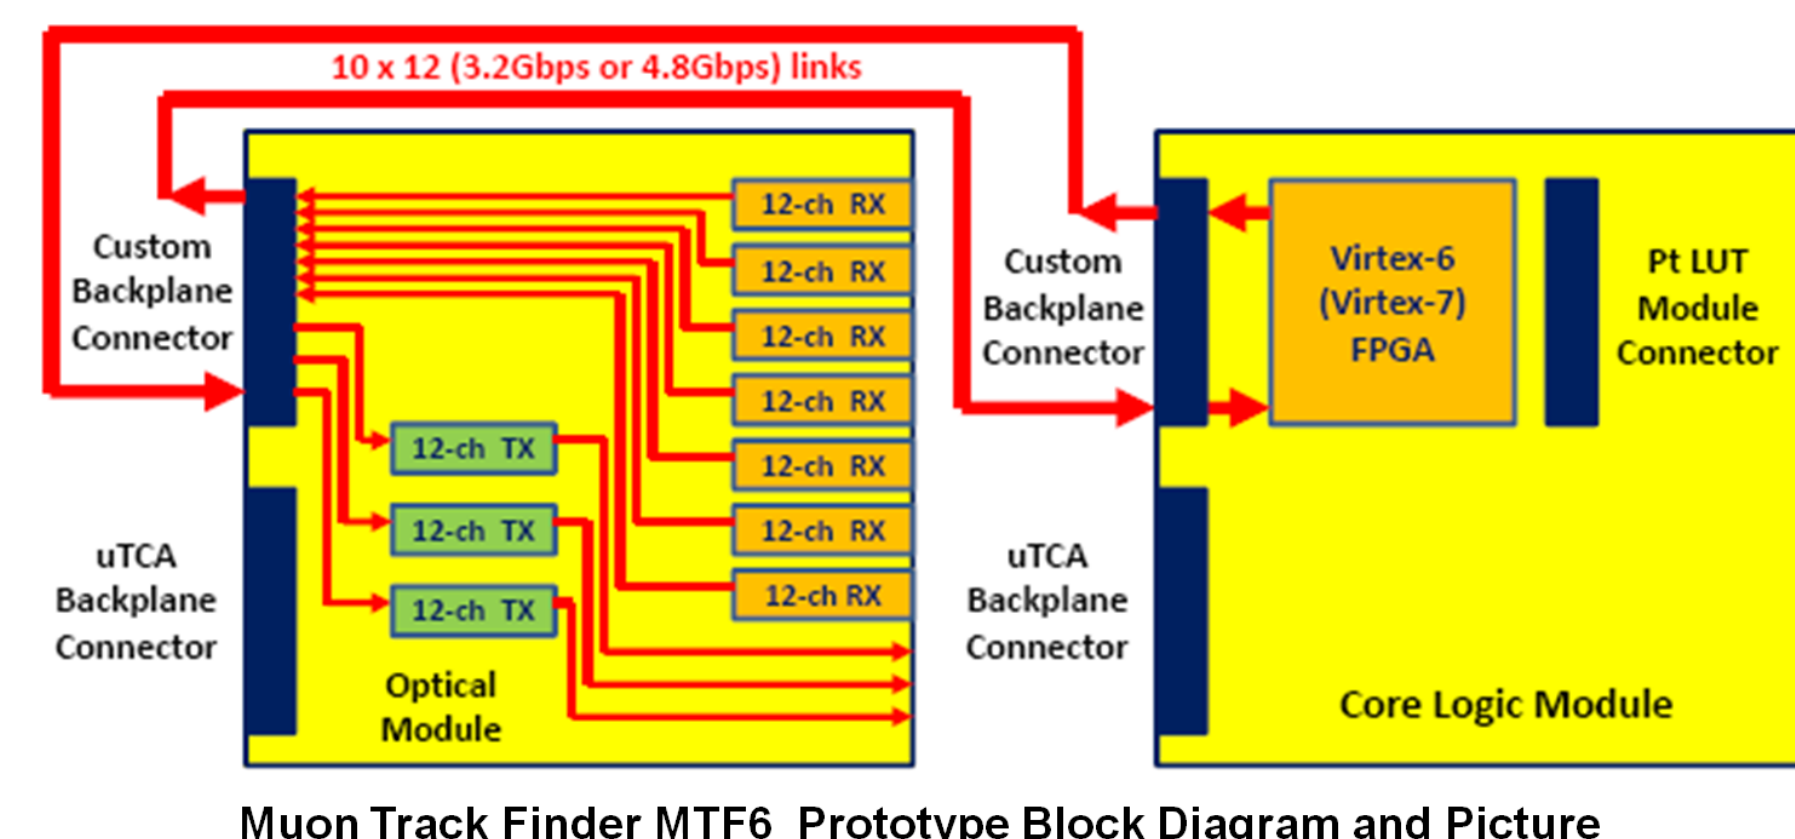 10 x 12 (3.2Gbps or 4.8Gbps) links
Custom
Backplane
Connector
uTCA
Backplane
Connector
12-ch RX
12-ch RX
12-ch RX
12-ch RX
12-ch RX
12-ch RX
12-ch RX
12-ch TX
12-ch TX
12-ch TX
Optical
Module
Custom
Backplane
Connector
uTCA
Backplane
Connector
Virtex-6
(Virtex-7)
FPGA
Pt LUT
Module
Connector
Core Logic Module
Muon Track Finder MTF6 Prototype Block Diagram and Picture